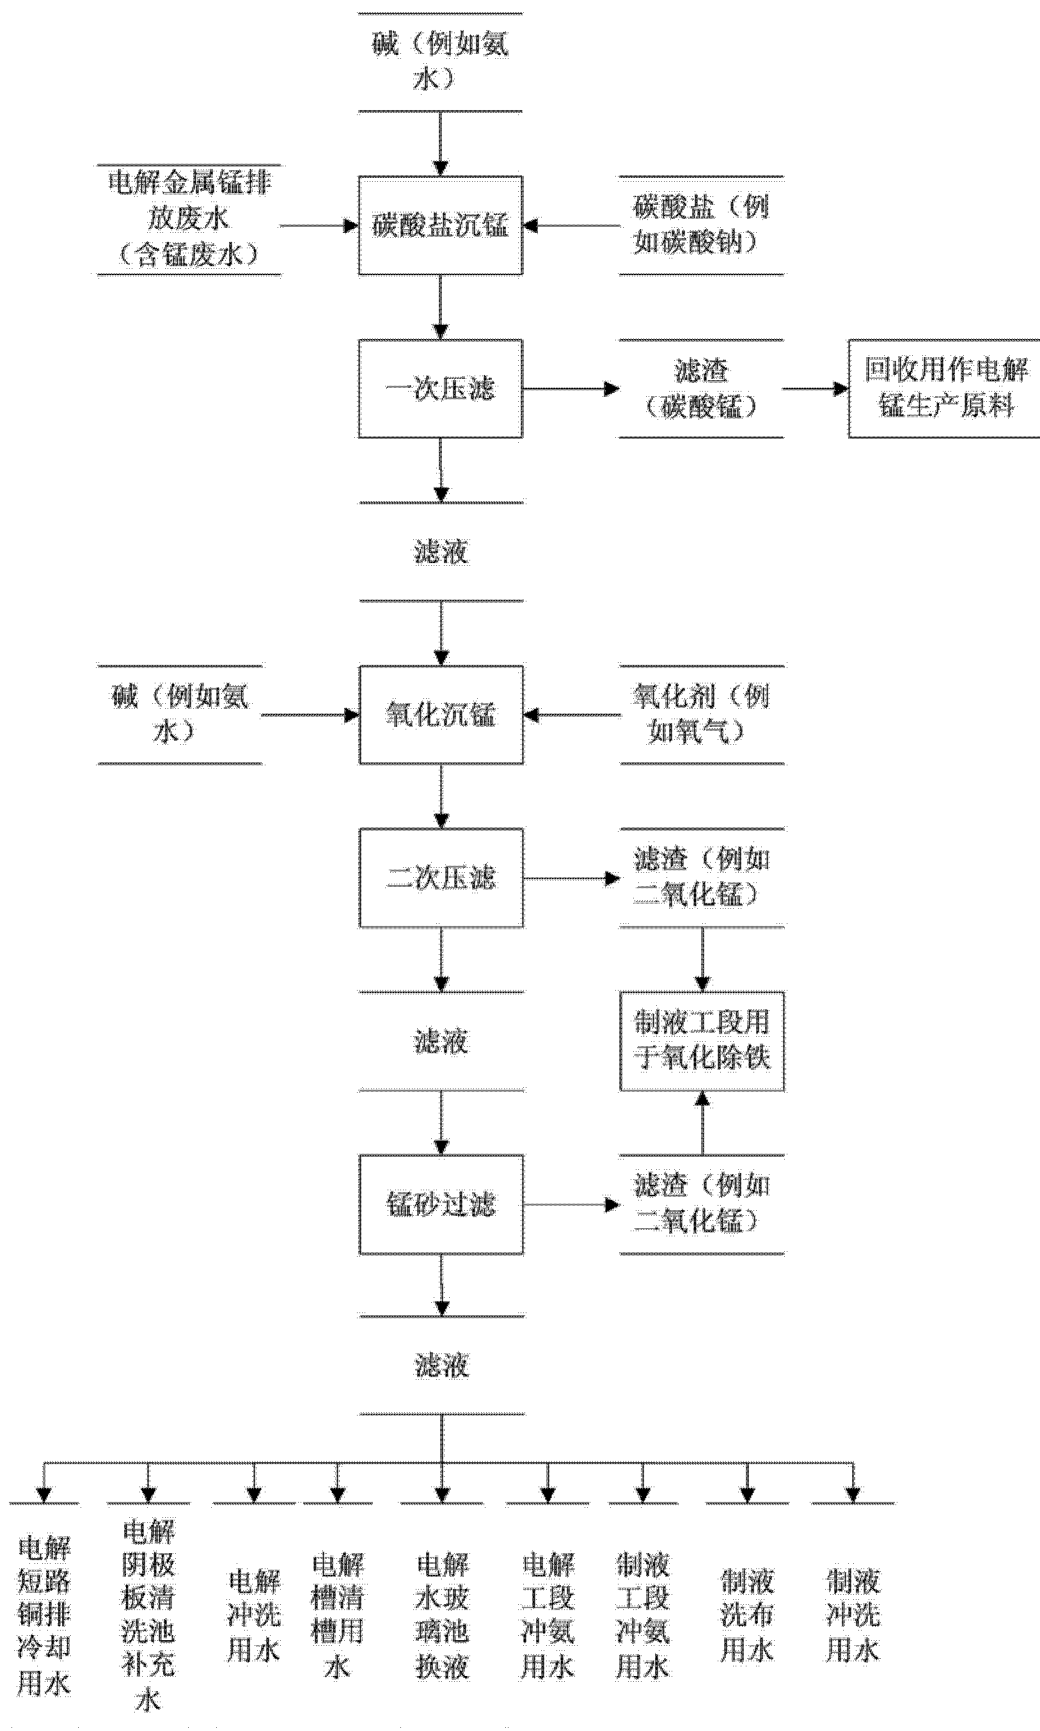 碱（例如氨
水）
电解金属锰排
放废水
（含锰废水）
碳酸盐沉锰
碳酸盐（例
如碳酸钠）
一次压滤
滤渣
（碳酸锰）
回收用作电解
锰生产原料
滤液
碱（例如氨
水）
氧化沉锰
氧化剂（例
如氧气）
二次压滤
滤渣（例如
二氧化锰）
滤液
制液工段用
于氧化除铁
锰砂过滤
滤渣（例如
二氧化锰）
滤液
电解
短路
铜排
冷却
用水
电解
阴极
板清
洗池
补充
水
电解
冲洗
用水
电解
槽清
槽用
水
电解
水玻
璃池
换液
电解
工段
冲氨
用水
制液
工段
冲氨
用水
制液
洗布
用水
制液
冲洗
用水